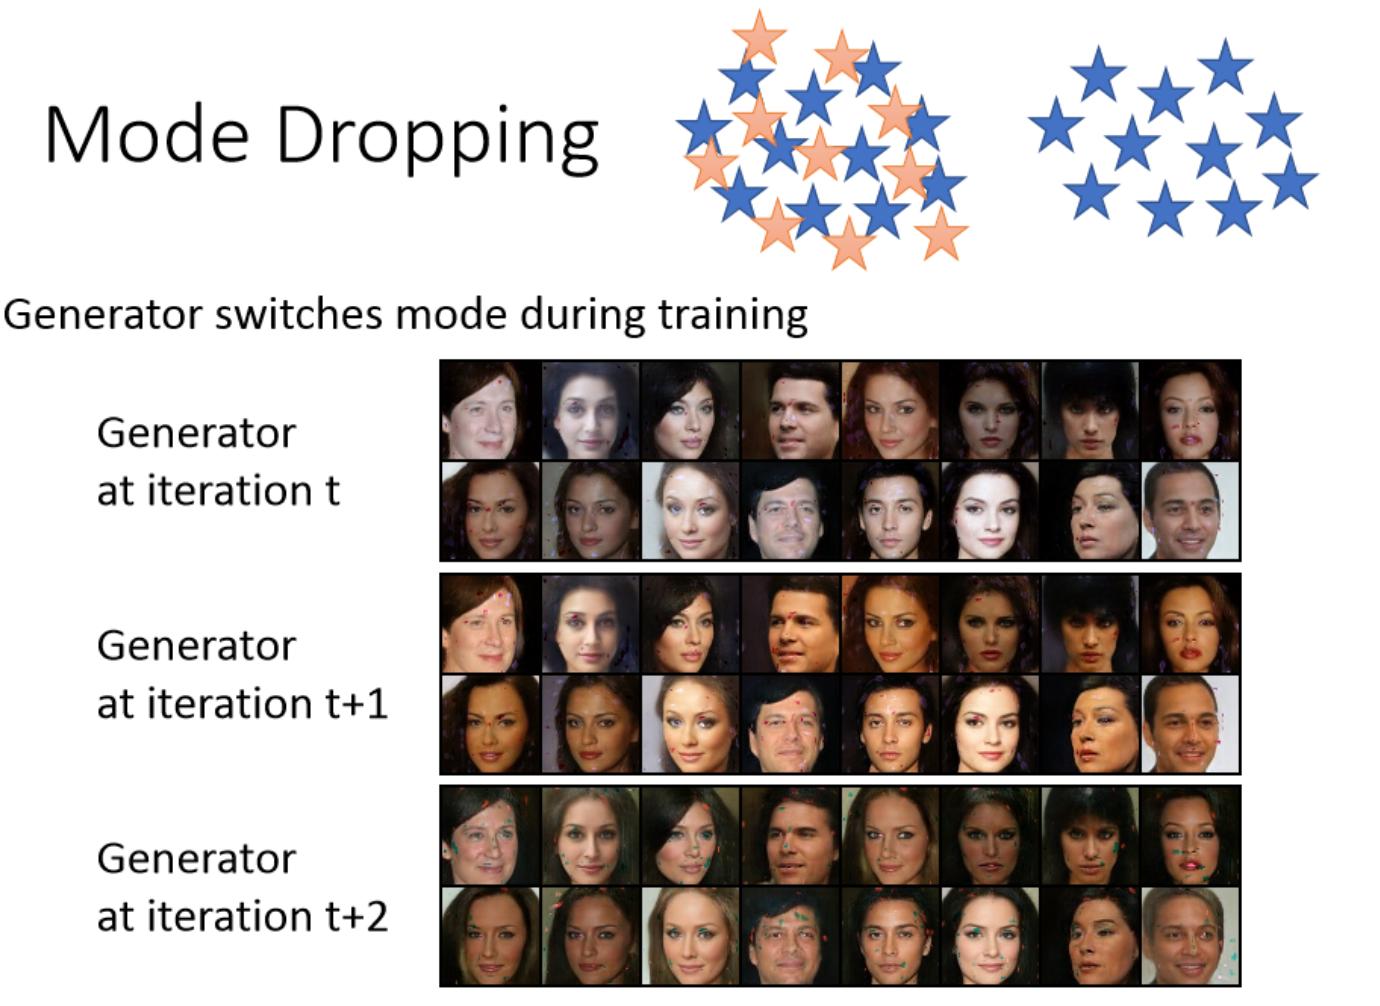 Mode Dropping
Generator switches mode during training
Generator
at iteration t
Generator
at iteration t+1
Generator
at iteration t+2